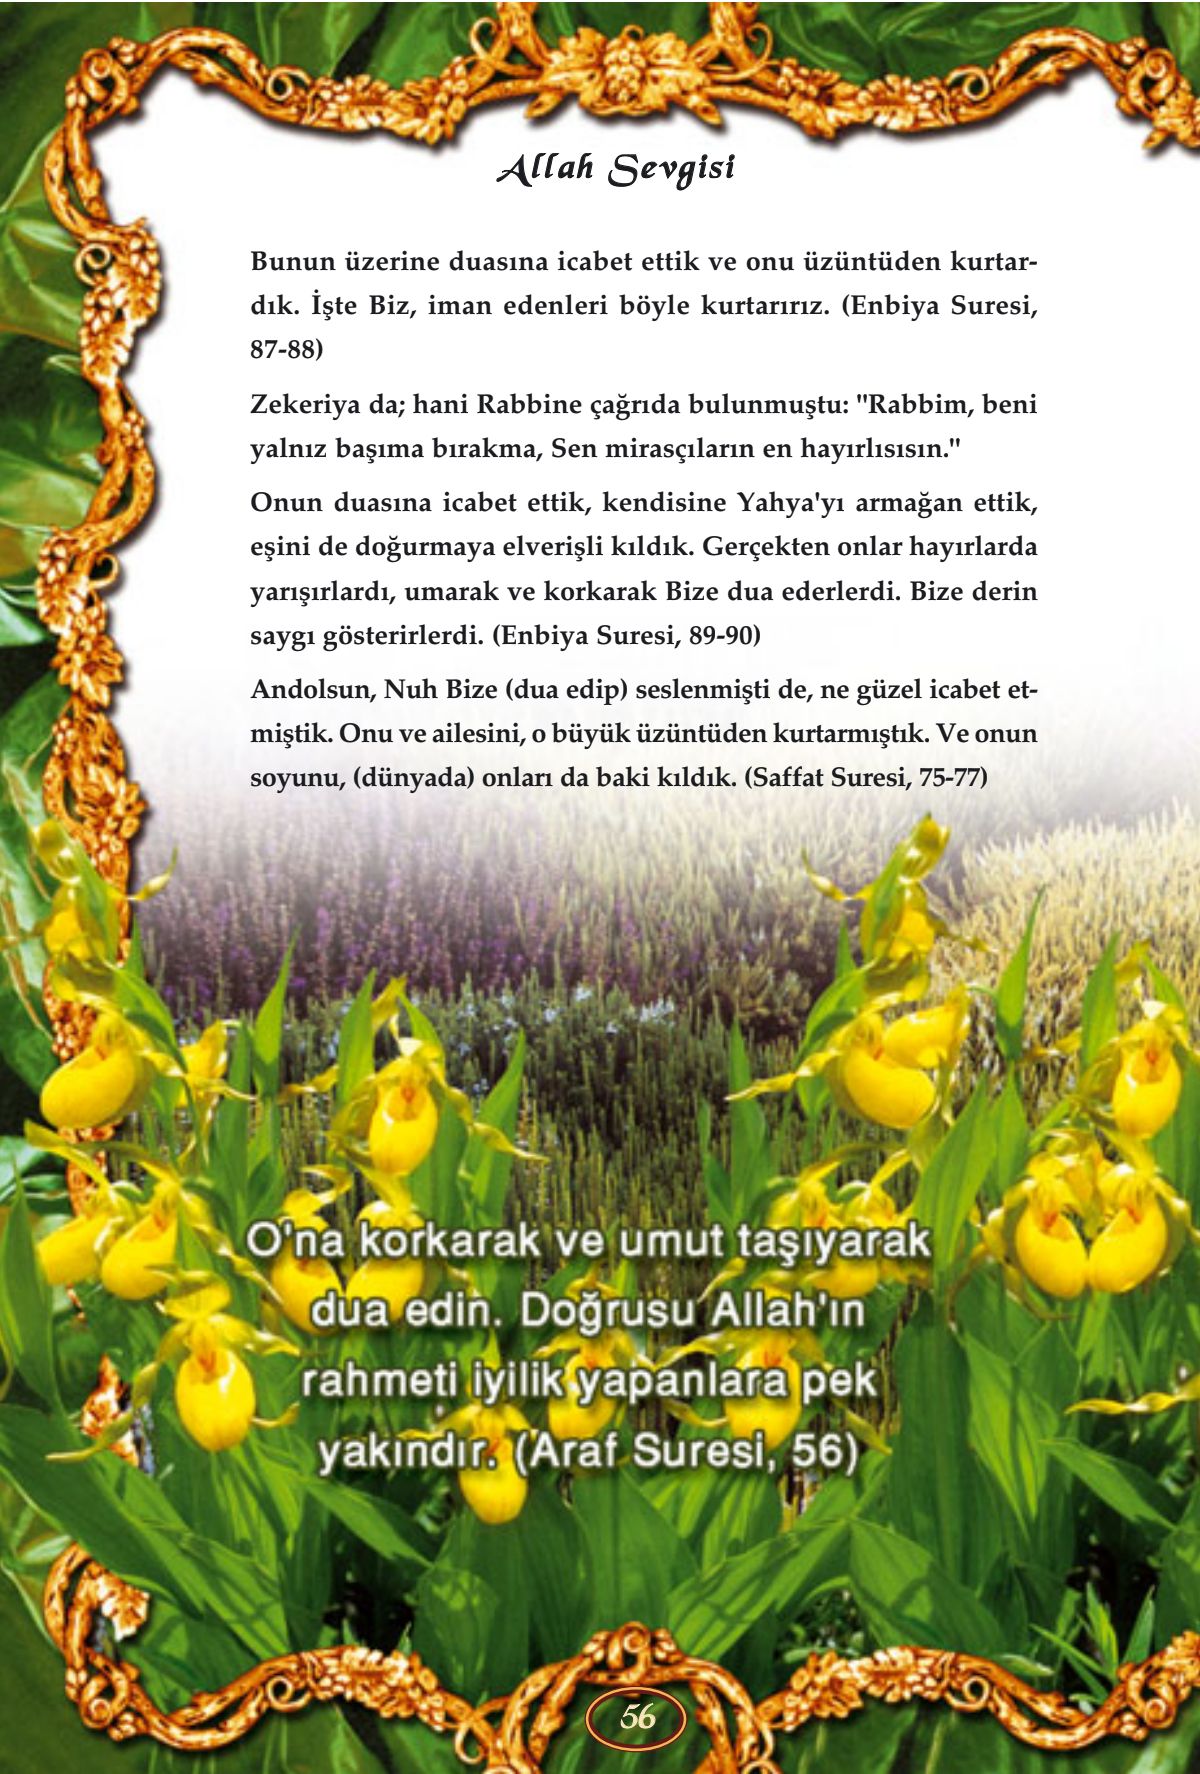 Allah Sevgisi
Bunun üzerine duasına icabet ettik ve onu üzüntüden kurtar-
dık. İşte Biz, iman edenleri böyle kurtarırız. (Enbiya Suresi,
87-88)
Zekeriya da; hani Rabbine çağrıda bulunmuştu: "Rabbim, beni
yalnız başıma bırakma, Sen mirasçıların en hayırlısısın."
Onun duasına icabet ettik, kendisine Yahya'yı armağan ettik,
eşini de doğurmaya elverişli kıldık. Gerçekten onlar hayırlarda
yarışırlardı, umarak ve korkarak Bize dua ederlerdi. Bize derin
saygı gösterirlerdi. (Enbiya Suresi, 89-90)
Andolsun, Nuh Bize (dua edip) seslenmişti de, ne güzel icabet et-
miştik. Onu ve ailesini, o büyük üzüntüden kurtarmıştık. Ve onun
soyunu, (dünyada) onları da baki kıldık. (Saffat Suresi, 75-77)
O'na korkarak ve umut taşıyarak
dua edin. Doğrusu Allah'ın
rahmeti iyilik yapanlara pek
yakındır. (Araf Suresi, 56)
56